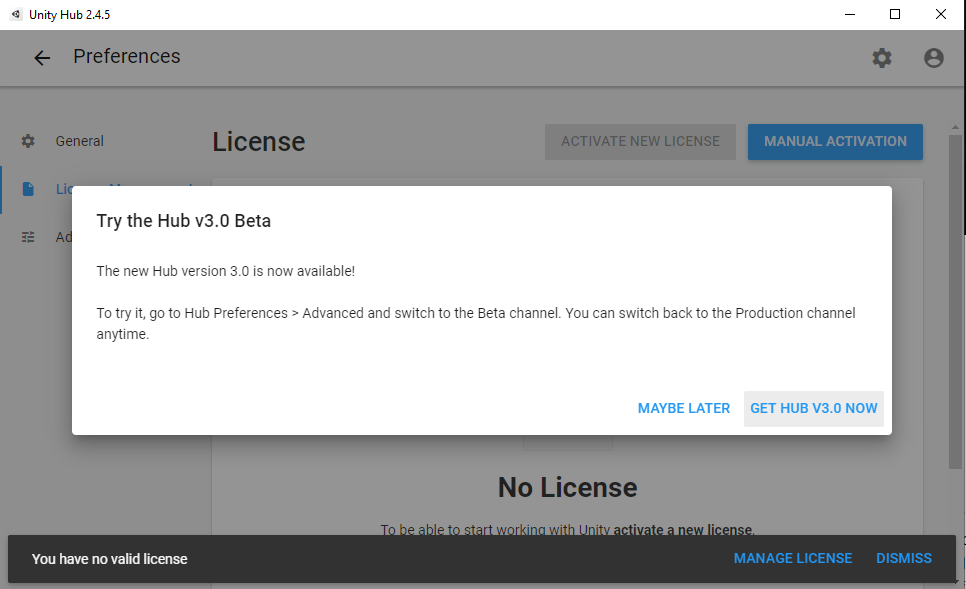 Unity Hub 2.4.5
Preferences
General
License
ACTIVATE NEW LICENSE
MANUAL ACTIVATION
Try the Hub v3.0 Beta
The new Hub version 3.0 is now available!
To try it, go to Hub Preferences > Advanced and switch to the Beta channel. You can switch back to the Production channel
anytime.
MAYBE LATER
GET HUB V3.0 NOW
No License
To be able to start working with Unity activate a new license.
You have no valid license
MANAGE LICENSE
DISMISS